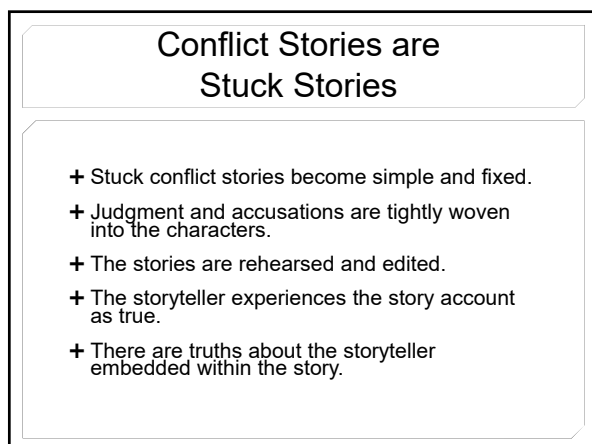 Conflict Stories are
Stuck Stories
+ Stuck conflict stories become simple and fixed.
+ Judgment and accusations are tightly woven
into the characters.
+ The stories are rehearsed and edited.
+ The storyteller experiences the story account
as true.
+ There are truths about the storyteller
embedded within the story.